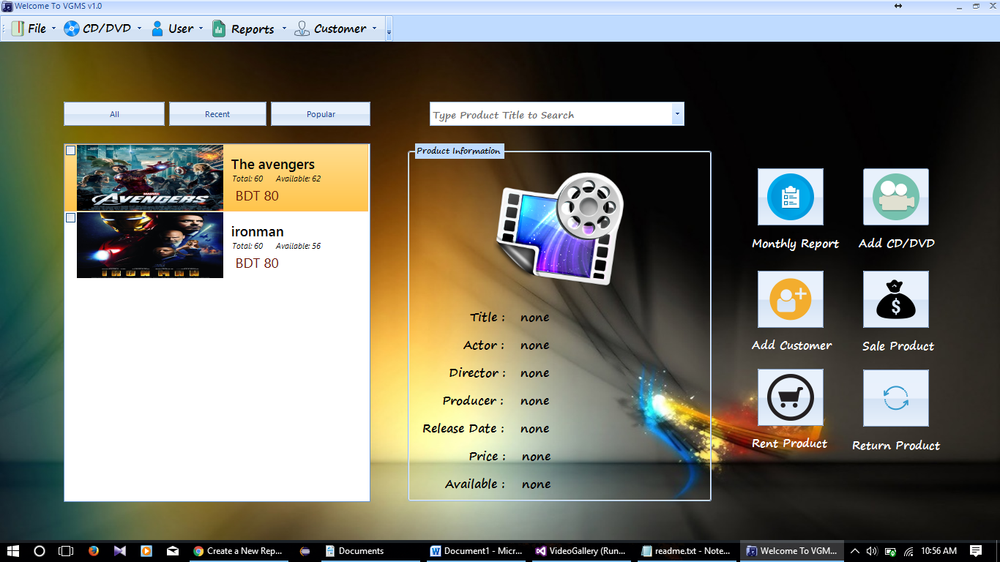 Welcome To VGMS v1.0
File CD/DVD User Reports Customer
All Recent Popular
Type Product Title to Search
The avengers
Total: 60 Available: 62
BDT 80
MARVEL
AVENGERS
ironman
Total: 60 Available: 56
BDT 80
IRON MAN
Product Information
Title : none
Actor : none
Director : none
Producer : none
Release Date : none
Price : none
Available : none
Monthly Report
Add CD/DVD
Add Customer
Sale Product
Rent Product
Return Product
Create a New Rep...
Documents
Document1 - Micr...
VideoGallery (Run...
readme.txt - Note...
Welcome To VGM...
10:56 AM